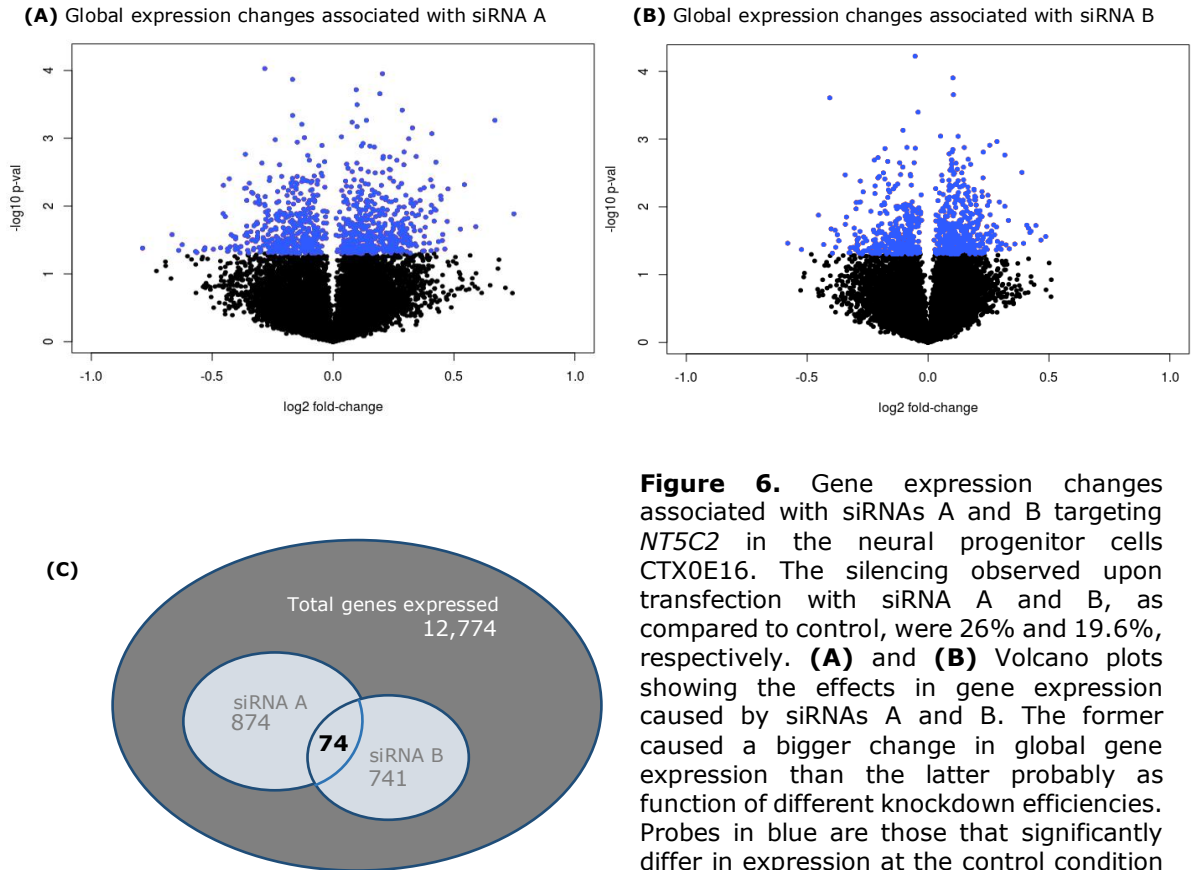 (A) Global expression changes associated with siRNA A
(B) Global expression changes associated with siRNA B
4
3
2
1
0
-log10 p-val
-1.0 -0.5 0.0 0.5 1.0
log2 fold-change
4
3
2
1
0
-log10 p-val
-1.0 -0.5 0.0 0.5 1.0
log2 fold-change
(C)
Total genes expressed
12,774
siRNA A
874
74
siRNA B
741
Figure 6. Gene expression changes
associated with siRNAs A and B targeting
NT5C2 in the neural progenitor cells
CTX0E16. The silencing observed upon
transfection with siRNA A and B, as
compared to control, were 26% and 19.6%,
respectively. (A) and (B) Volcano plots
showing the effects in gene expression
caused by siRNAs A and B. The former
caused a bigger change in global gene
expression than the latter probably as
function of different knockdown efficiencies.
Probes in blue are those that significantly
differ in expression at the control condition